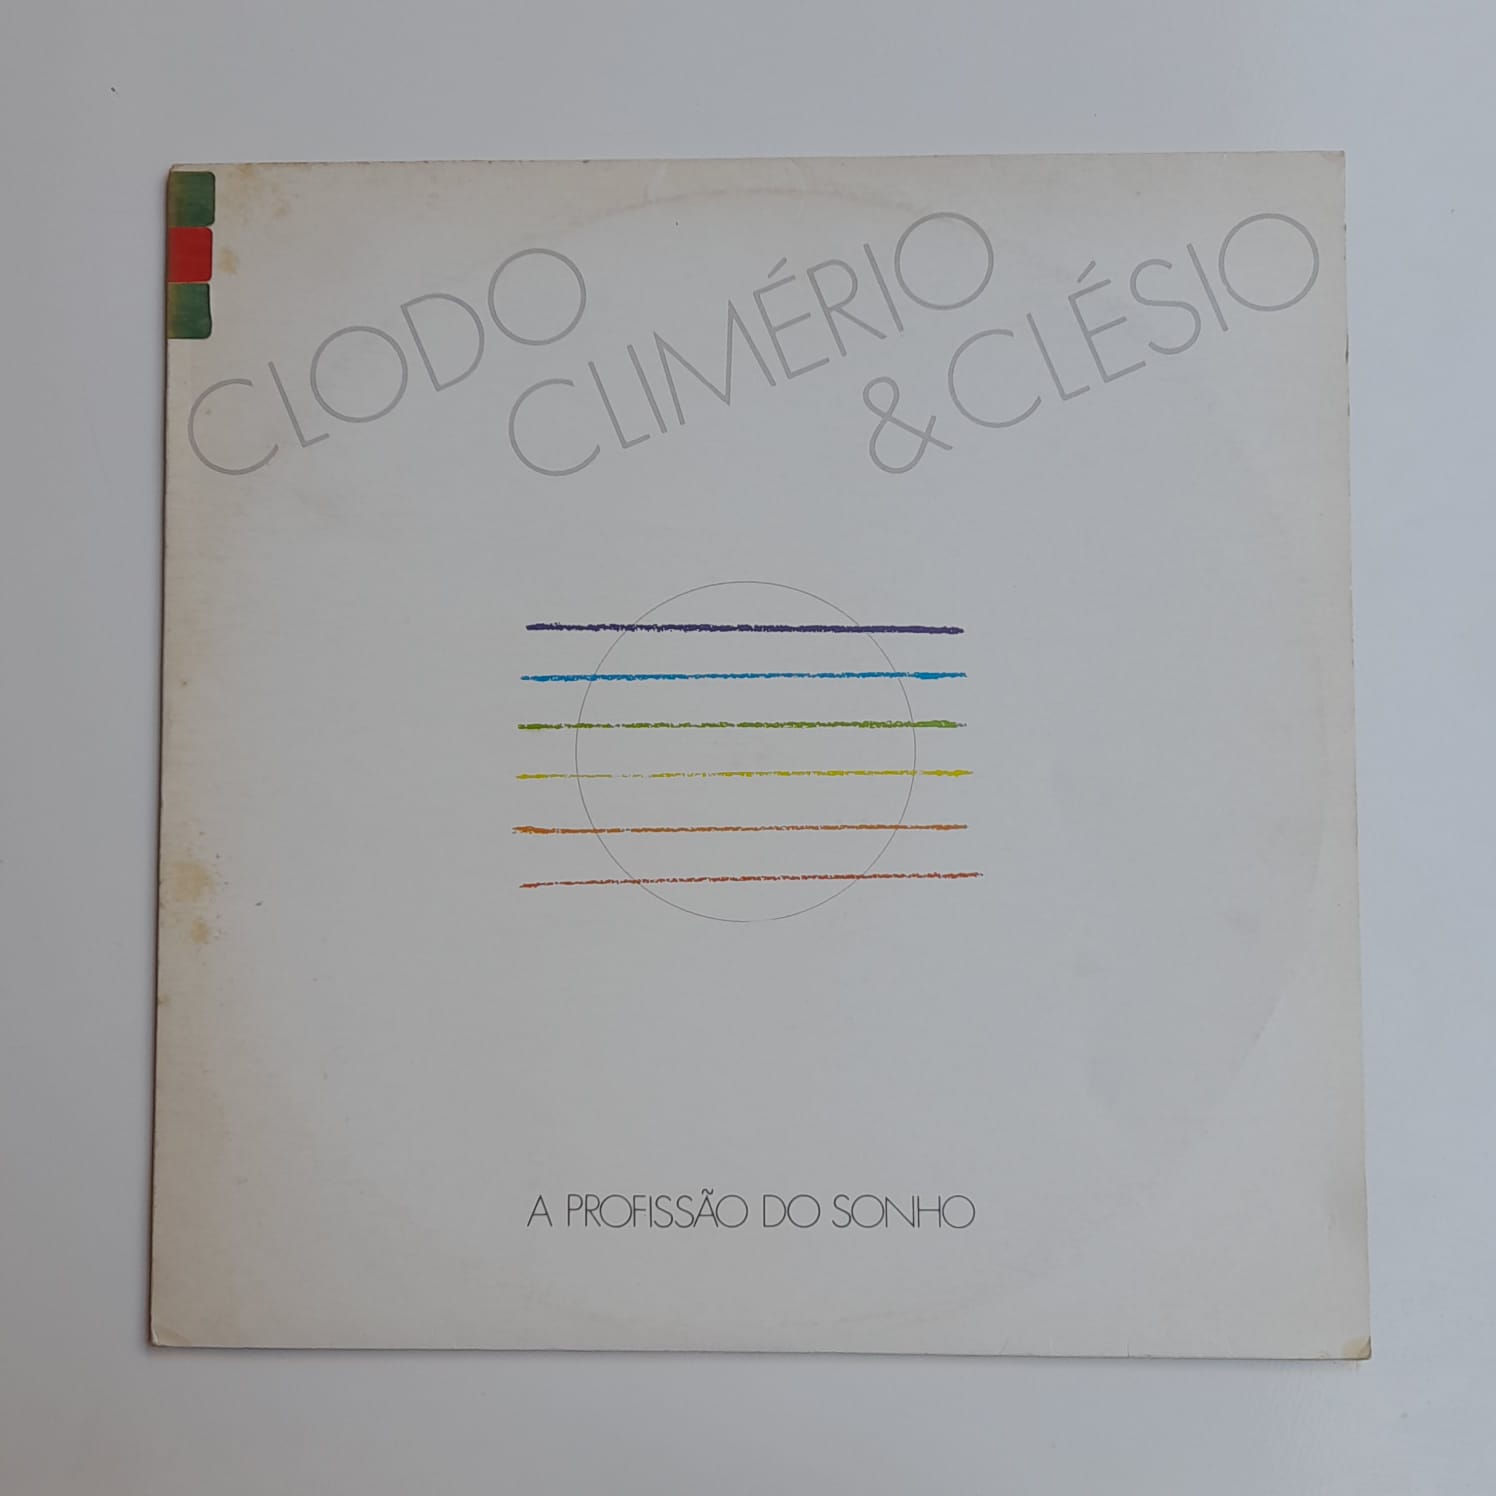 CLODO
CLIMÉRIO
& CLÉSIO
A PROFISSÃO DO SONHO